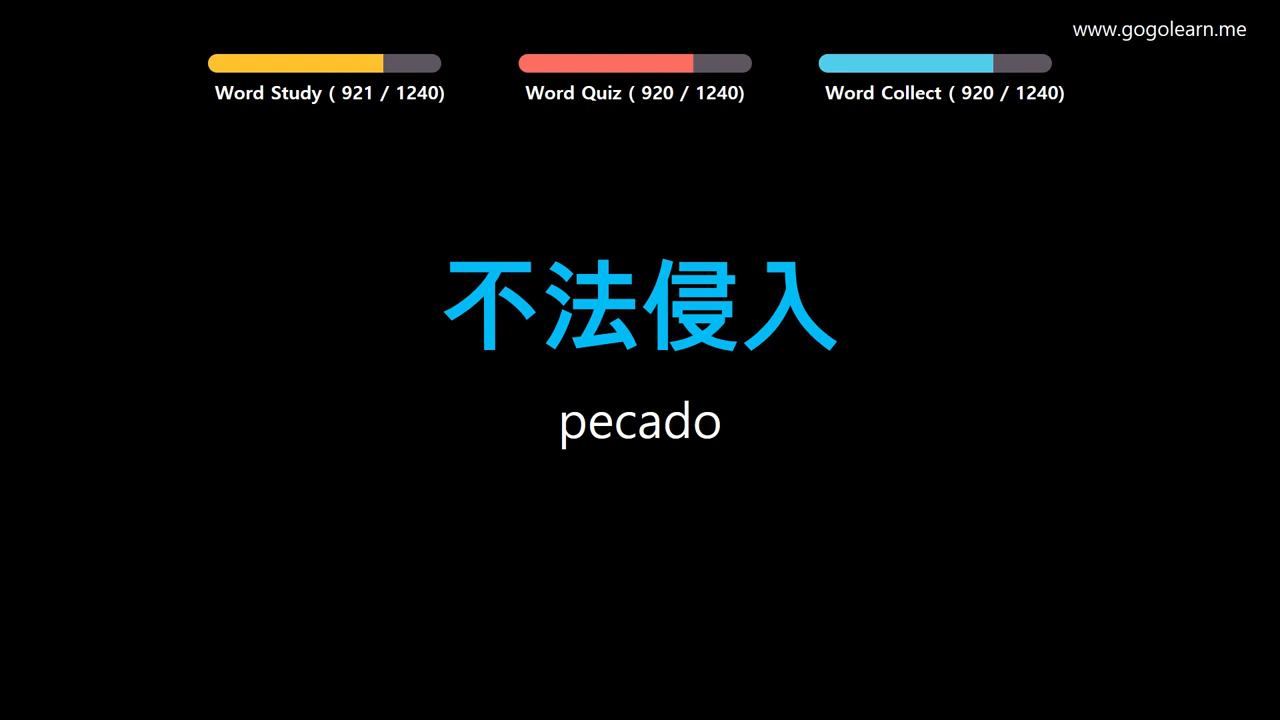 www.gogolearn.me
Word Study ( 921 / 1240)
Word Quiz ( 920 / 1240)
Word Collect ( 920 / 1240)
不法侵入
pecado